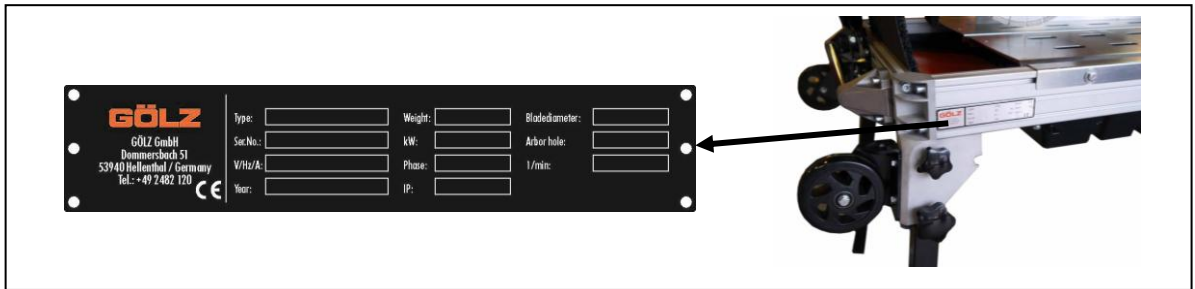 GÖLZ
GÖLZ GmbH
Dommersbach 51
53940 Hellenthal / Germany
Tel.: +49 2482 120
CE
Type:
Ser.No.:
V/Hz/A:
Year:
Weight:
kW:
Phase:
IP:
Bladediameter:
Arbor hole:
1/min:
GÖLZ